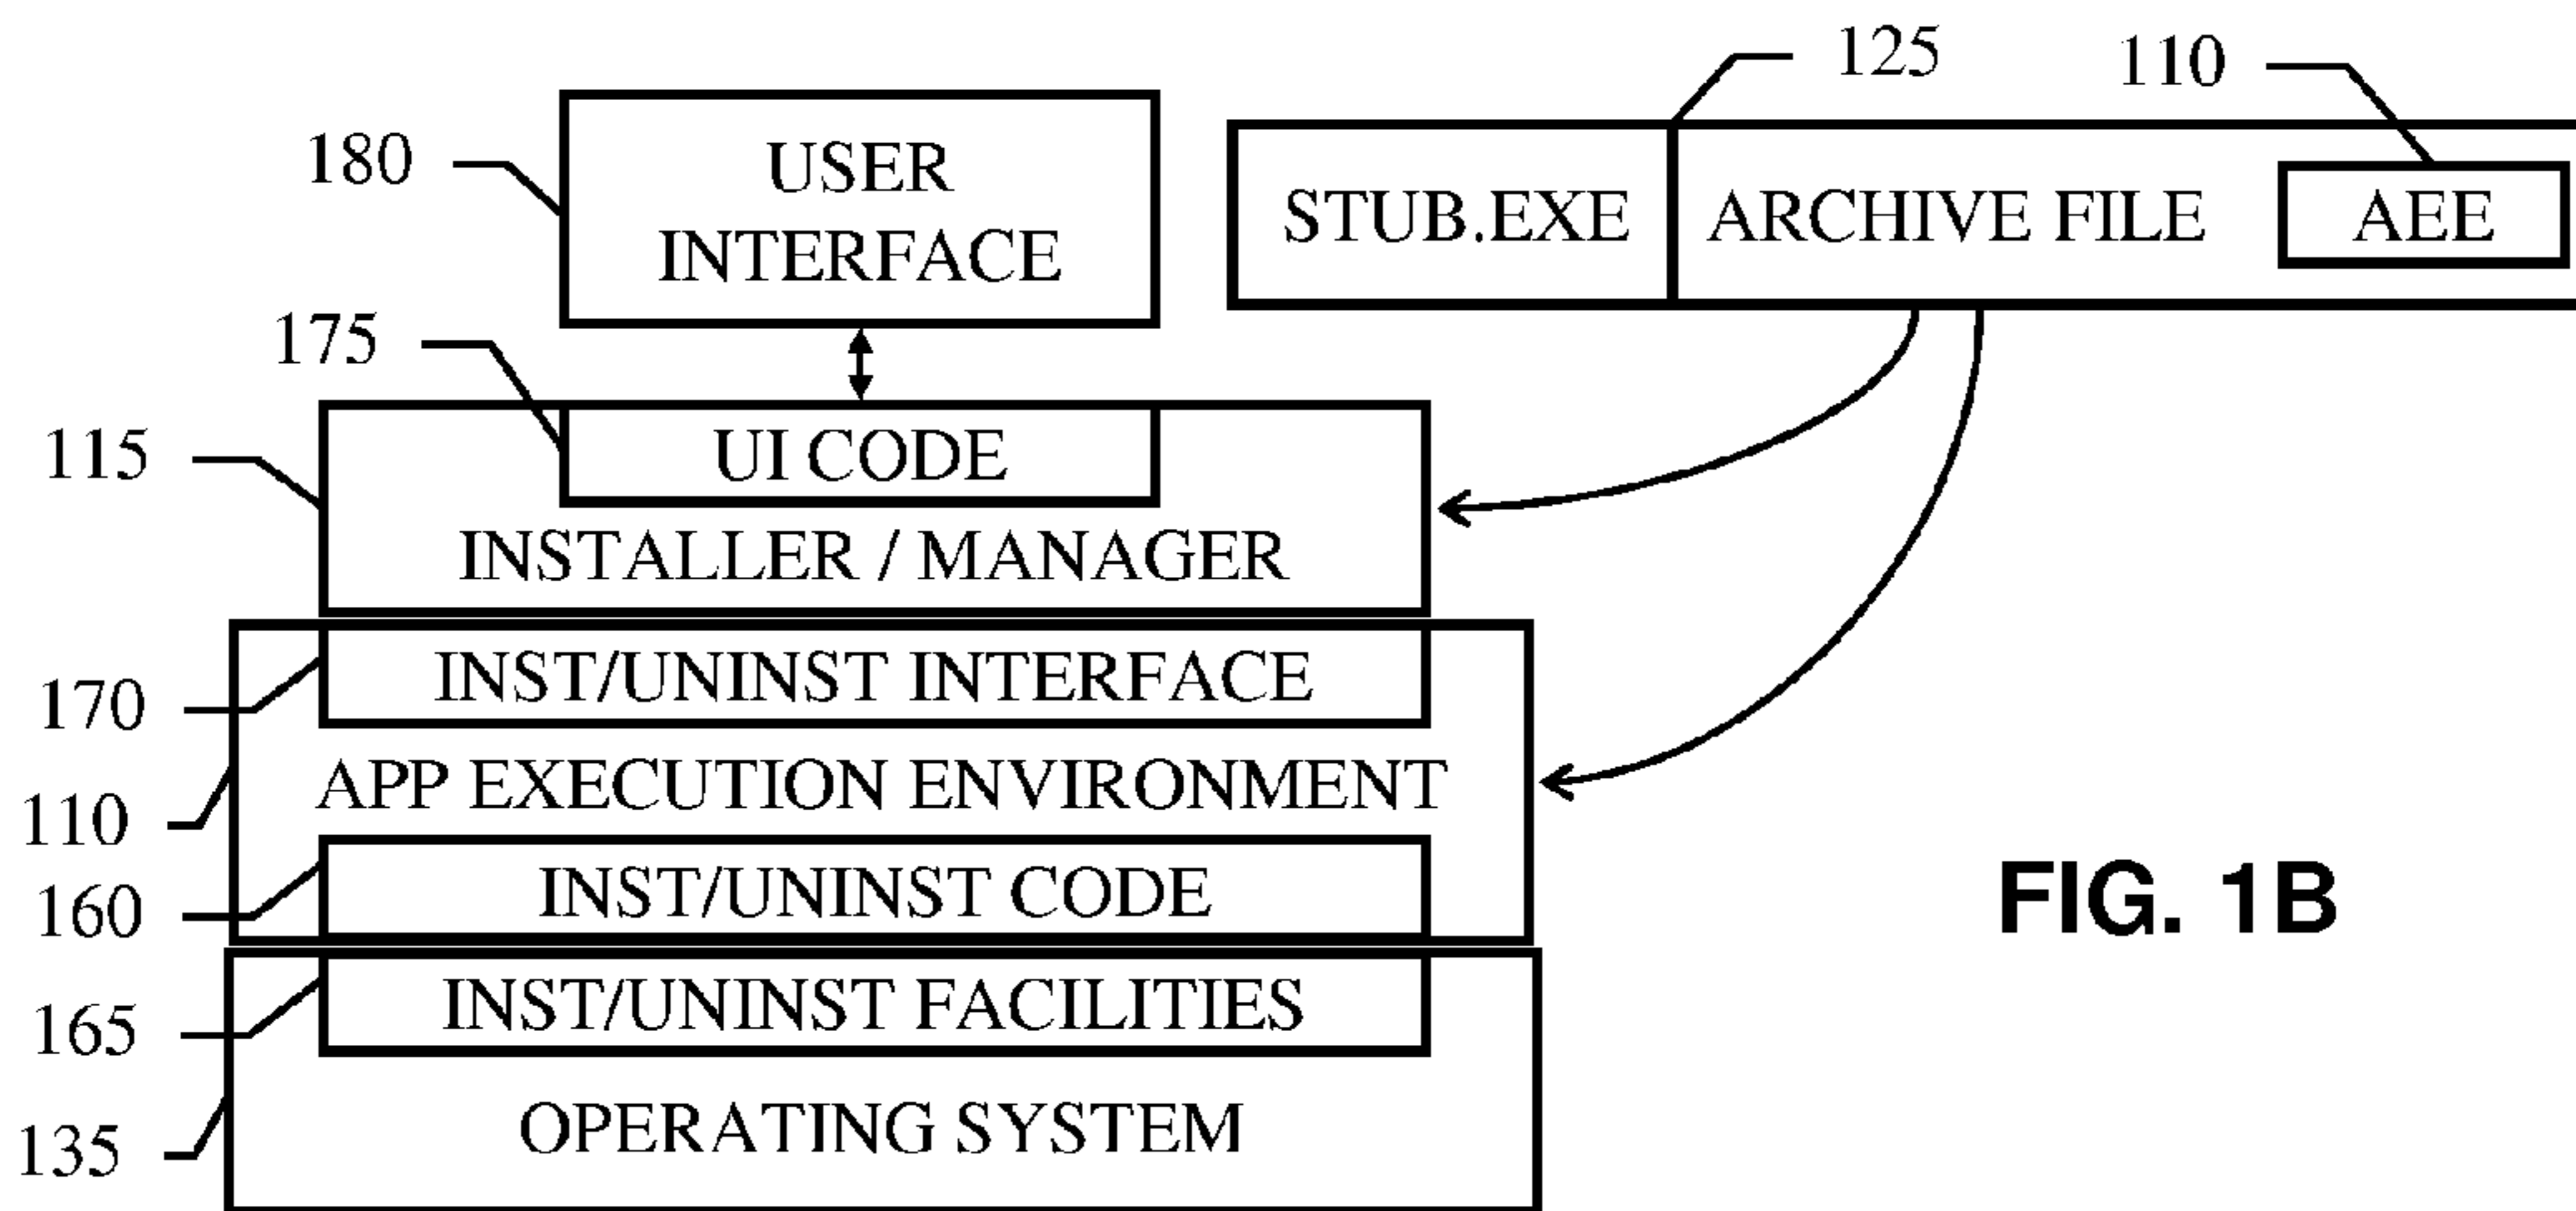 125
110
180
USER
INTERFACE
STUB.EXE
ARCHIVE FILE
AEE
175
UI CODE
115
INSTALLER / MANAGER
170
INST/UNINST INTERFACE
APP EXECUTION ENVIRONMENT
110
160
INST/UNINST CODE
FIG. 1B
165
INST/UNINST FACILITIES
135
OPERATING SYSTEM